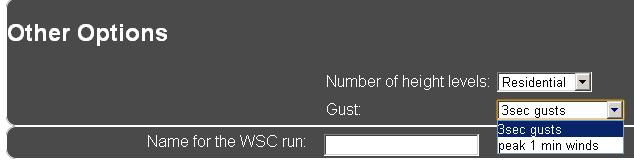 Other Options
Number of height levels: Residential
Gust: 3sec gusts
3sec gusts
peak 1 min winds
Name for the WSC run: